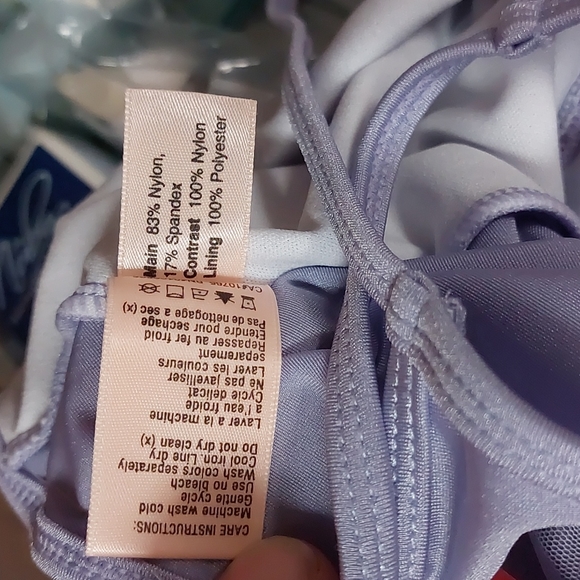 Main 83% Nylon,
17% Spandex
Contrast 100% Nylon
Lining 100% Polyester
CARE INSTRUCTIONS:
Machine wash cold
Gentle cycle
Use no bleach
Wash colors separately
Cool Iron. Line dry
Do not dry clean (x)
Laver a la machine
a l'eau froide
Cycle delicat
Ne pas javelliser
Laver les couleurs
separement
Repasser au fer froid
Etendre pour sechage
Pas de nettogage a sec (x)